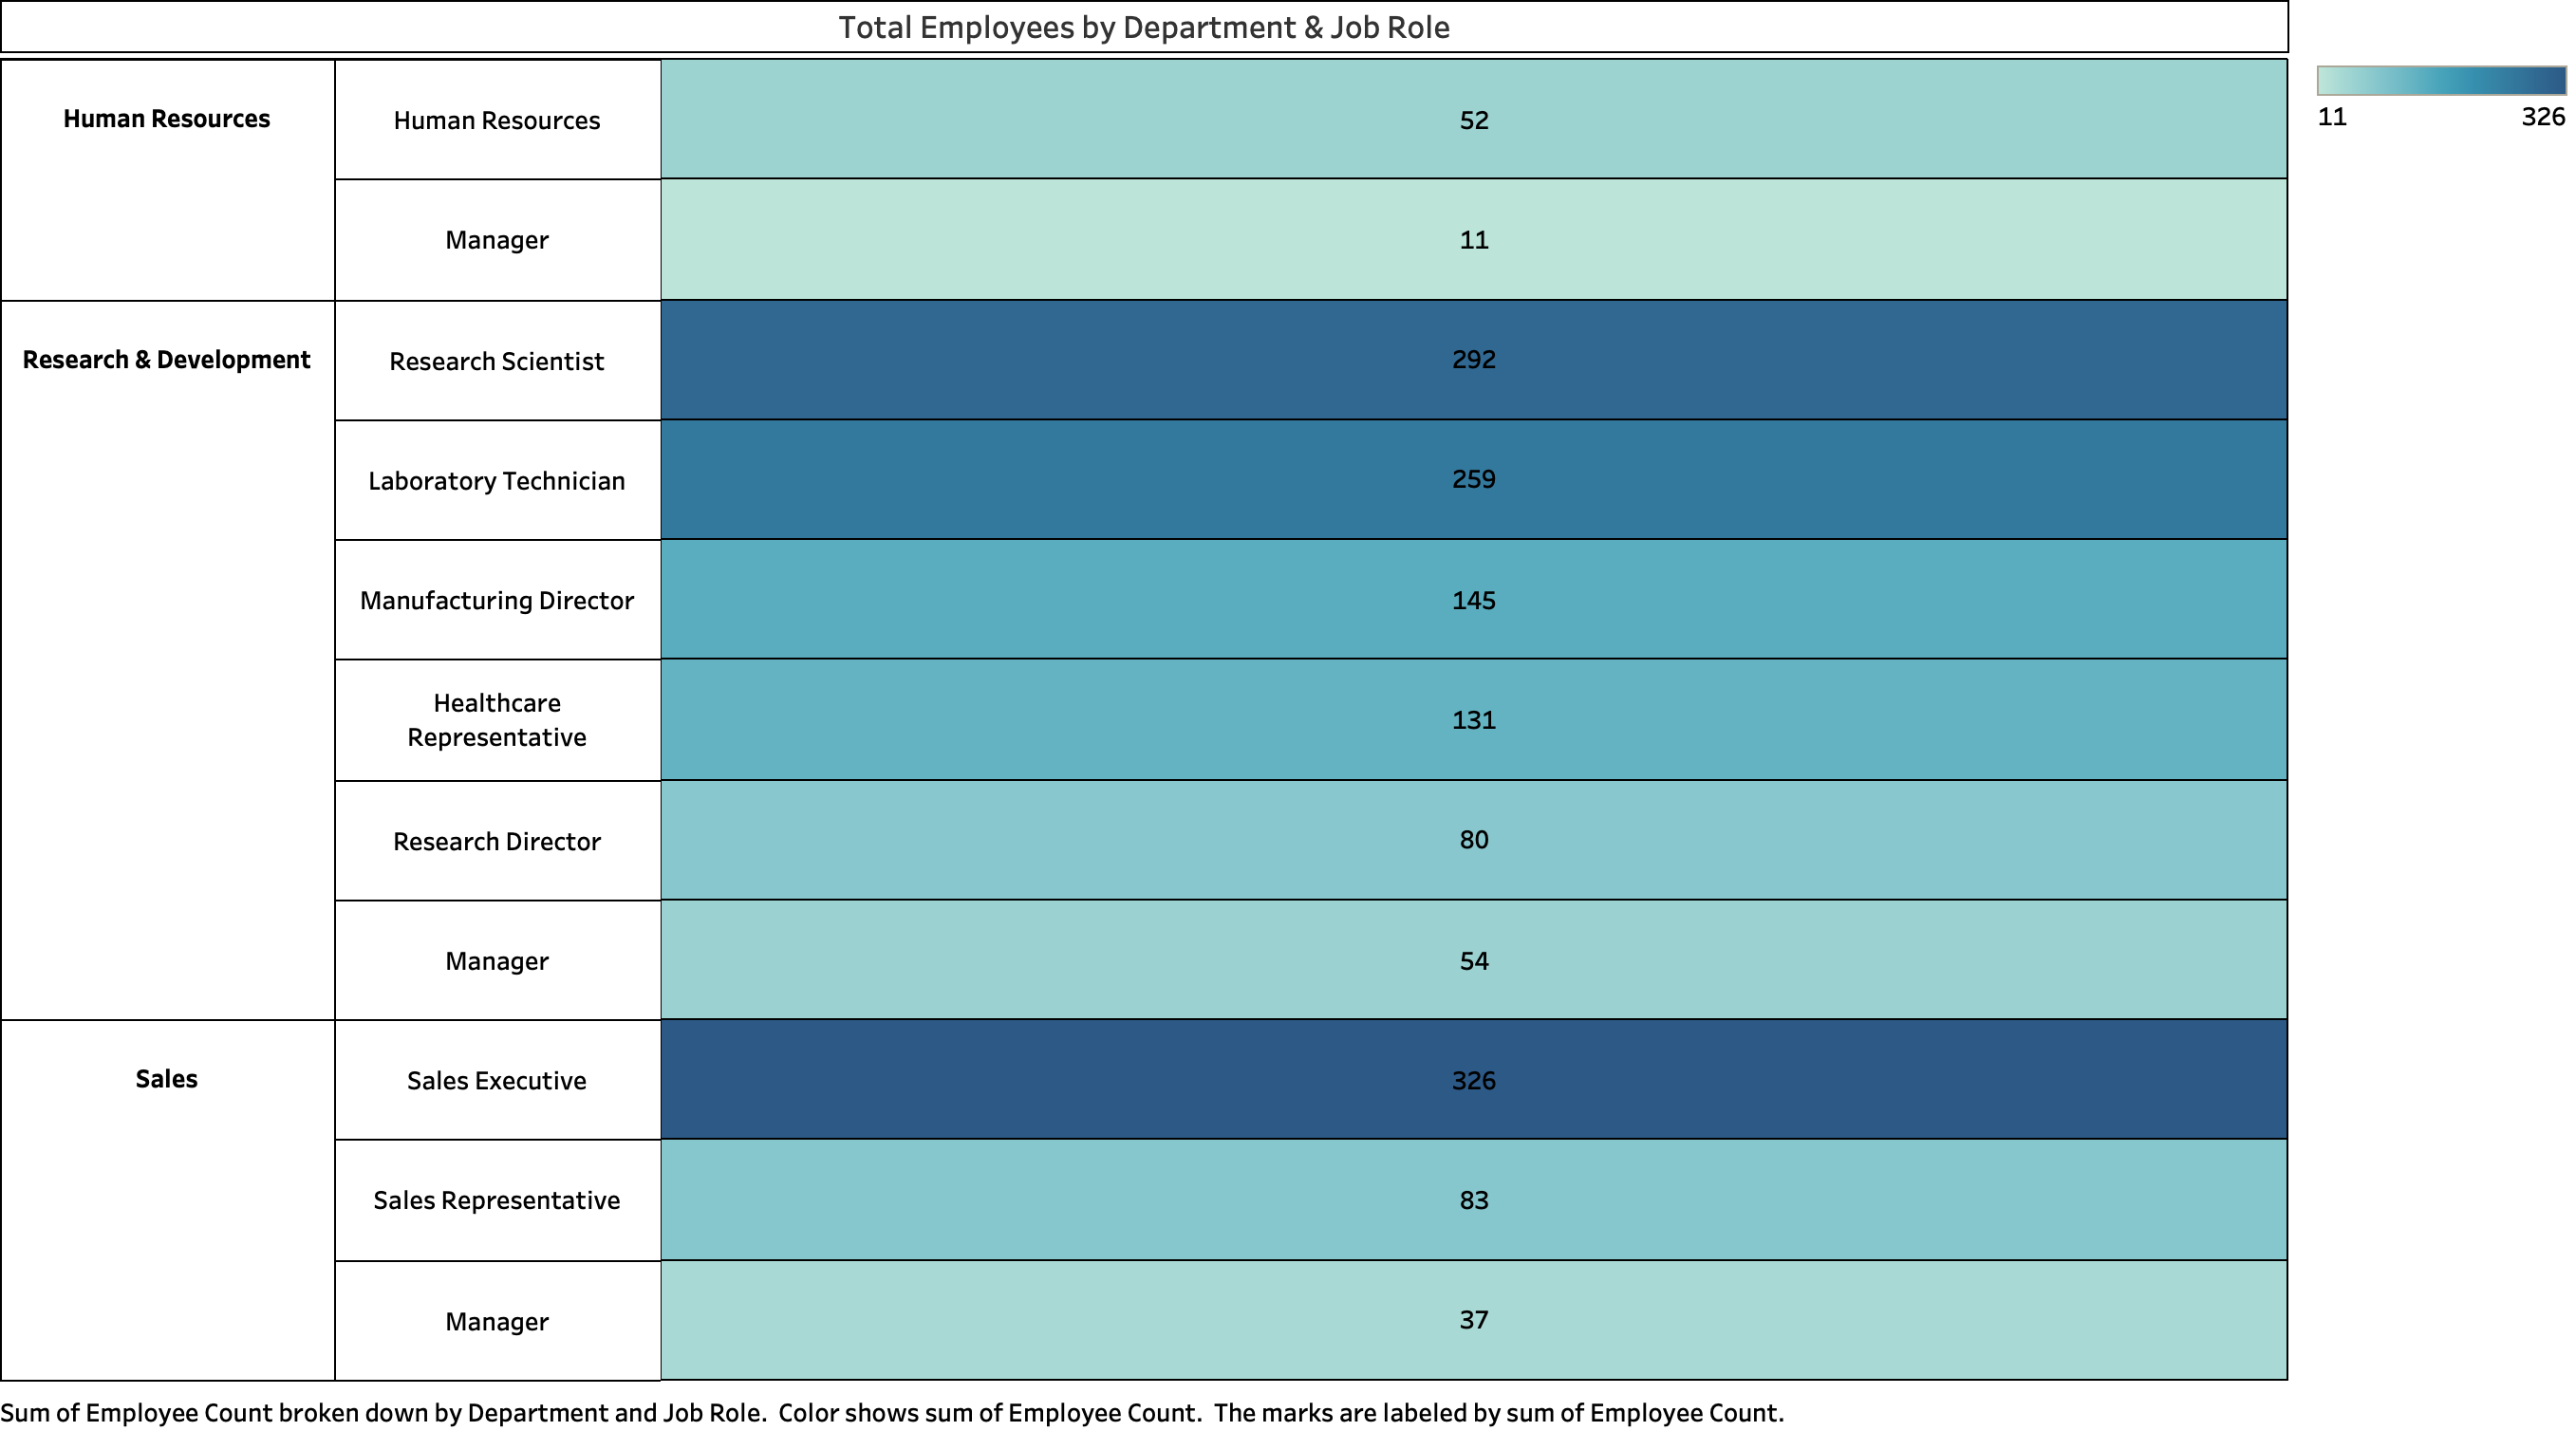 Total Employees by Department & Job Role
11 326
Human Resources
Human Resources
52
Manager
11
Research & Development
Research Scientist
292
Laboratory Technician
259
Manufacturing Director
145
Healthcare
Representative
131
Research Director
80
Manager
54
Sales
Sales Executive
326
Sales Representative
83
Manager
37
Sum of Employee Count broken down by Department and Job Role.  Color shows sum of Employee Count.  The marks are labeled by sum of Employee Count.